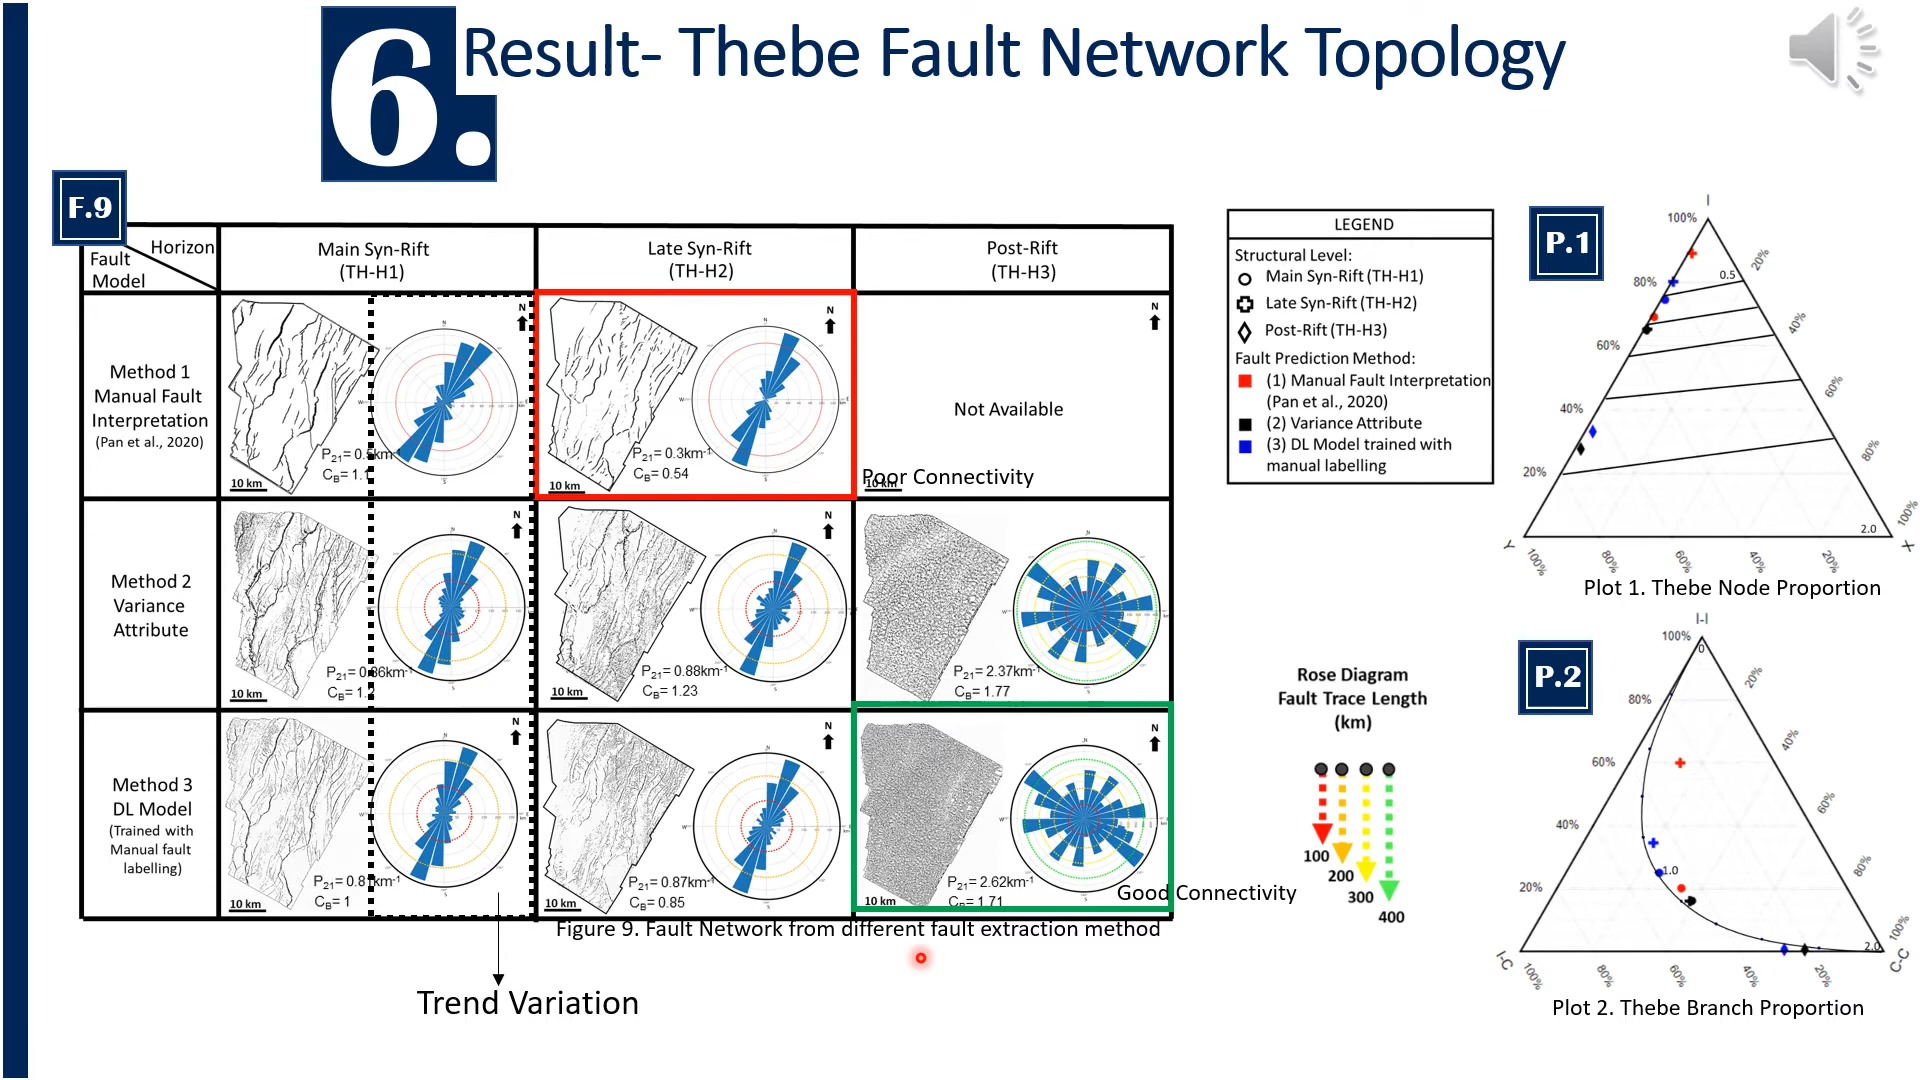 6.
Result- Thebe Fault Network Topology
F.9
Horizon
Fault
Model
Main Syn-Rift
(TH-H1)
Late Syn-Rift
(TH-H2)
Post-Rift
(TH-H3)
Method 1
Manual Fault
Interpretation
(Pan et al., 2020)
10 km
N
P21= 0.3km-1
CB= 0.54
10 km
N
Not Available
N
Poor Connectivity
Method 2
Variance
Attribute
10 km
N
P21= 0.88km-1
CB= 1.23
10 km
N
P21= 2.37km-1
CB= 1.77
Method 3
DL Model
(Trained with
Manual fault
labelling)
P21= 0.81km-1
CB= 1
10 km
N
P21= 0.87km-1
CB= 0.85
10 km
N
P21= 2.62km-1
CB= 1.71
10 km
N
Good Connectivity
Figure 9. Fault Network from different fault extraction method
Trend Variation
LEGEND
Structural Level:
Main Syn-Rift (TH-H1)
Late Syn-Rift (TH-H2)
Post-Rift (TH-H3)
Fault Prediction Method:
(1) Manual Fault Interpretation
(Pan et al., 2020)
(2) Variance Attribute
(3) DL Model trained with
manual labelling
Rose Diagram
Fault Trace Length
(km)
100
200
300
400
P.1
I
100%
80%
60%
40%
20%
20%
40%
60%
80%
100%
0.5
2.0
Y
X
100%
80%
60%
40%
20%
Plot 1. Thebe Node Proportion
P.2
I-I
100%
0
80%
60%
40%
20%
20%
40%
60%
80%
100%
1.0
2.0
I-C
C-C
100%
80%
60%
40%
20%
Plot 2. Thebe Branch Proportion